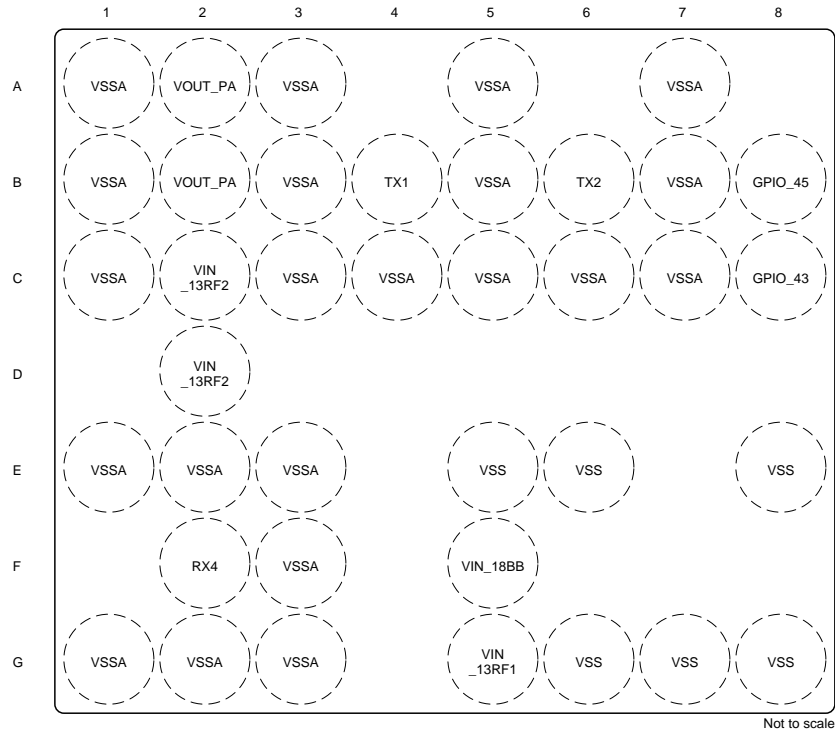 1 2 3 4 5 6 7 8
A VSSA VOUT_PA VSSA VSSA VSSA
B VSSA VOUT_PA VSSA TX1 VSSA TX2 VSSA GPIO_45
C VSSA VIN
_13RF2 VSSA VSSA VSSA VSSA VSSA GPIO_43
D VIN
_13RF2
E VSSA VSSA VSSA VSS VSS VSS
F RX4 VSSA VIN_18BB
G VSSA VSSA VSSA VIN
_13RF1 VSS VSS VSS
Not to scale